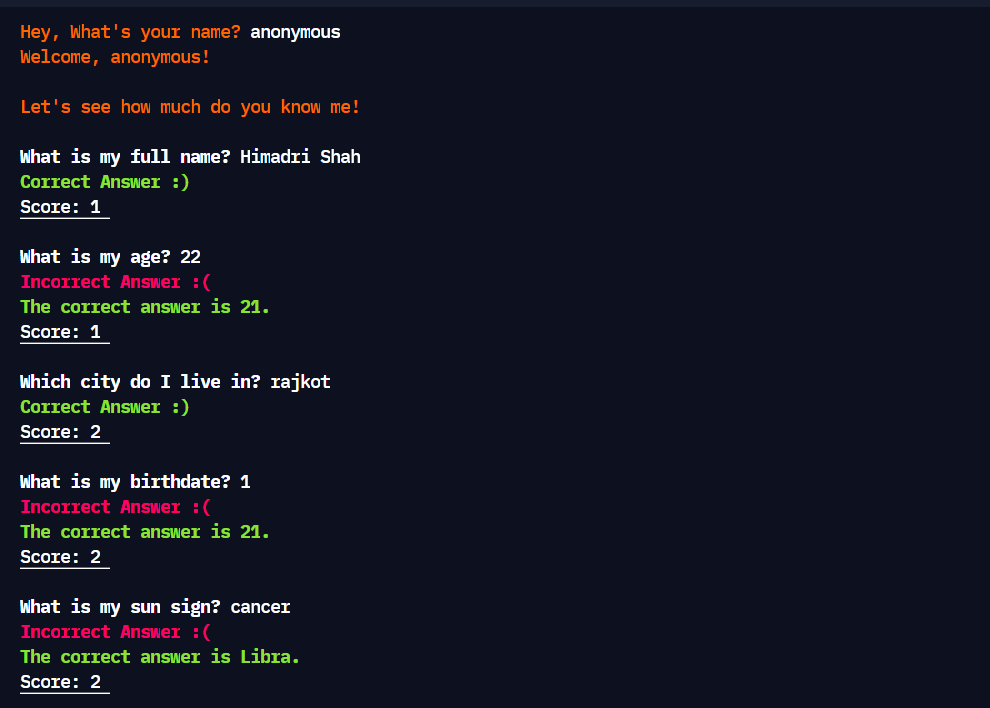 Hey, What's your name? anonymous
Welcome, anonymous!
Let's see how much do you know me!
What is my full name? Himadri Shah
Correct Answer :)
Score: 1
What is my age? 22
Incorrect Answer :(
The correct answer is 21.
Score: 1
Which city do I live in? rajkot
Correct Answer :)
Score: 2
What is my birthdate? 1
Incorrect Answer :(
The correct answer is 21.
Score: 2
What is my sun sign? cancer
Incorrect Answer :(
The correct answer is Libra.
Score: 2